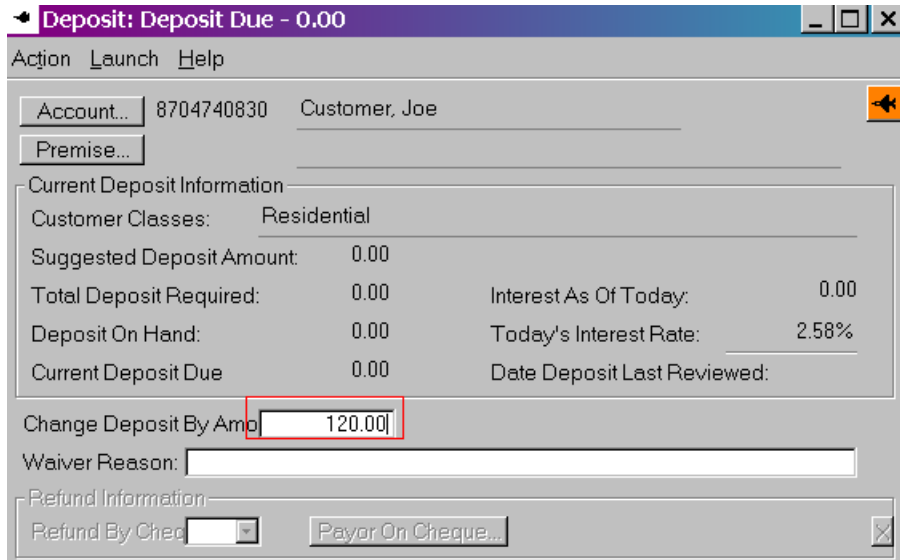 Deposit: Deposit Due - 0.00
Action Launch Help
Account... 8704740830 Customer, Joe
Premise...
Current Deposit Information
Customer Classes: Residential
Suggested Deposit Amount: 0.00
Total Deposit Required: 0.00 Interest As Of Today: 0.00
Deposit On Hand: 0.00 Today's Interest Rate: 2.58%
Current Deposit Due 0.00 Date Deposit Last Reviewed:
Change Deposit By Amo 120.00
Waiver Reason:
Refund Information
Refund By Cheq Payor On Cheque...